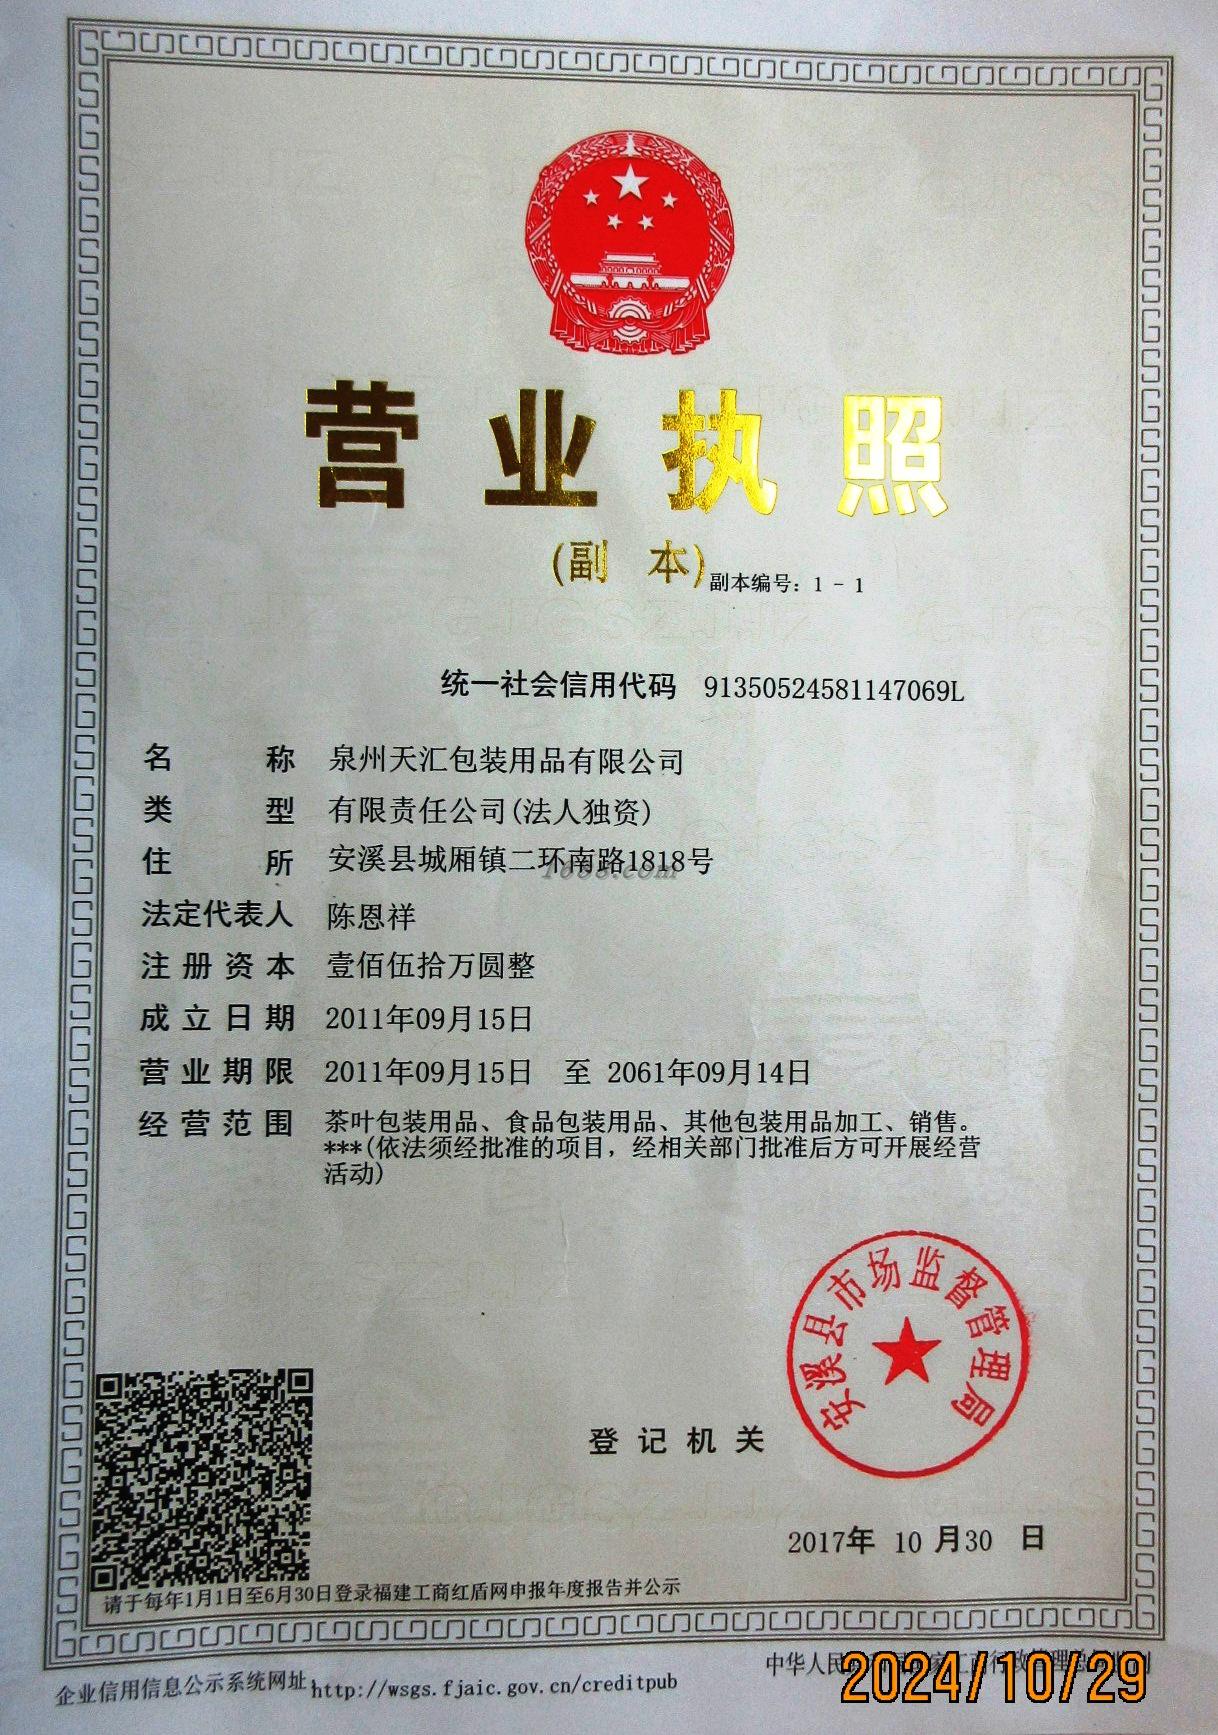 营业执照
(副 本)副本编号：1-1
统一社会信用代码 91350524581147069L
名 称 泉州天汇包装用品有限公司
类 型 有限责任公司(法人独资)
住 所 安溪县城厢镇二环南路1818号
1688.com
法定代表人 陈恩祥
注册资本 壹佰伍拾万圆整
成立日期 2011年09月15日
营业期限 2011年09月15日 至 2061年09月14日
经营范围 茶叶包装用品、食品包装用品、其他包装用品加工、销售。
***(依法须经批准的项目，经相关部门批准后方可开展经营
活动)
安溪县市场监督管理局
登记机关
2017年 10 月30 日
请于每年1月1日至6月30日登录福建工商红盾网申报年度报告并公示
企业信用信息公示系统网址:http://wsgs.fjaic.gov.cn/creditpub
中华人民
2024/10/29